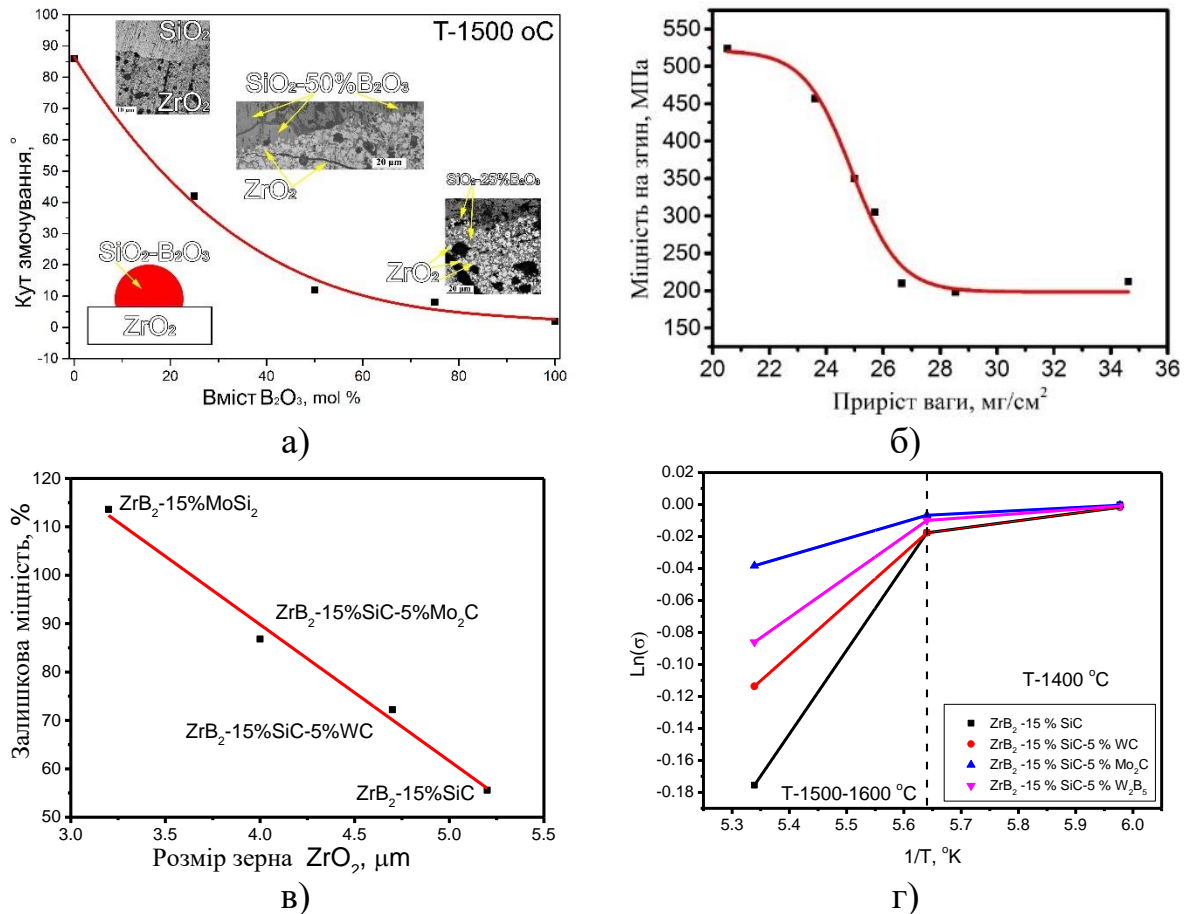 T-1500 oC
SiO₂
ZrO₂
10 µm
SiO₂-50%B₂O₃
20 µm
ZrO₂
SiO₂-25%B₂O₃
ZrO₂
20 µm
SiO₂-B₂O₃
ZrO₂
Кут змочування,°
100
90
80
70
60
50
40
30
20
10
0
-10
0
20
40
60
80
100
Вміст B₂O₃, mol %
а)
Міцність на згин, МПа
550
500
450
400
350
300
250
200
150
20
22
24
26
28
30
32
34
36
Приріст ваги, мг/см²
б)
Залишкова міцність, %
120
110
100
90
80
70
60
50
ZrB₂-15%MoSi₂
ZrB₂-15%SiC-5%Mo₂C
ZrB₂-15%SiC-5%WC
ZrB₂-15%SiC
3.0
3.5
4.0
4.5
5.0
5.5
Розмір зерна ZrO₂, µm
в)
Ln(σ)
0.02
0.00
-0.02
-0.04
-0.06
-0.08
-0.10
-0.12
-0.14
-0.16
-0.18
T-1400 °C
ZrB₂ -15 % SiC
ZrB₂ -15 % SiC-5 % WC
ZrB₂ -15 % SiC-5 % Mo₂C
ZrB₂ -15 % SiC-5 % W₂B₅
T-1500-1600 °C
5.3
5.4
5.5
5.6
5.7
5.8
5.9
6.0
1/T, °K
г)